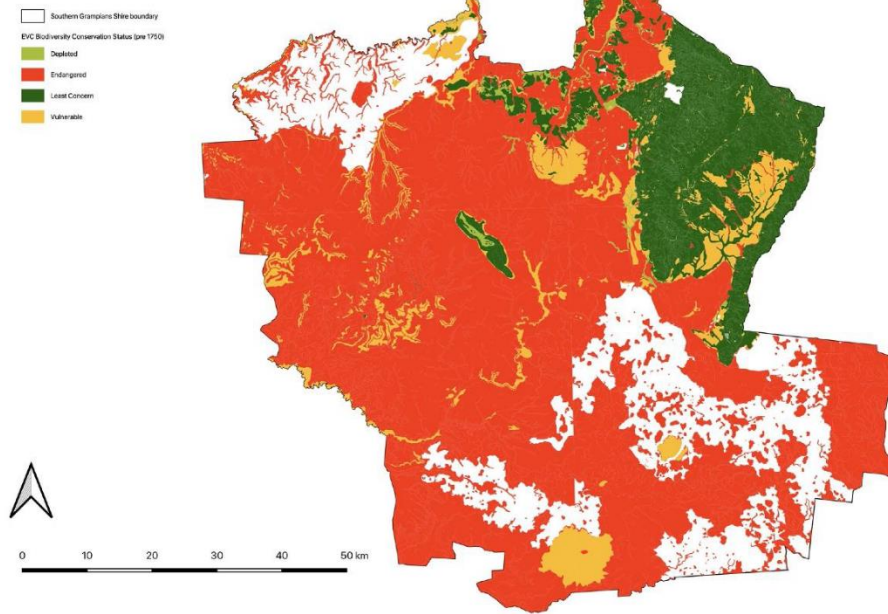 Southern Grampians Shire boundary
EVC Biodiversity Conservation Status (pre 1750)
Depleted
Endangered
Least Concern
Vulnerable
0 10 20 30 40 50 km